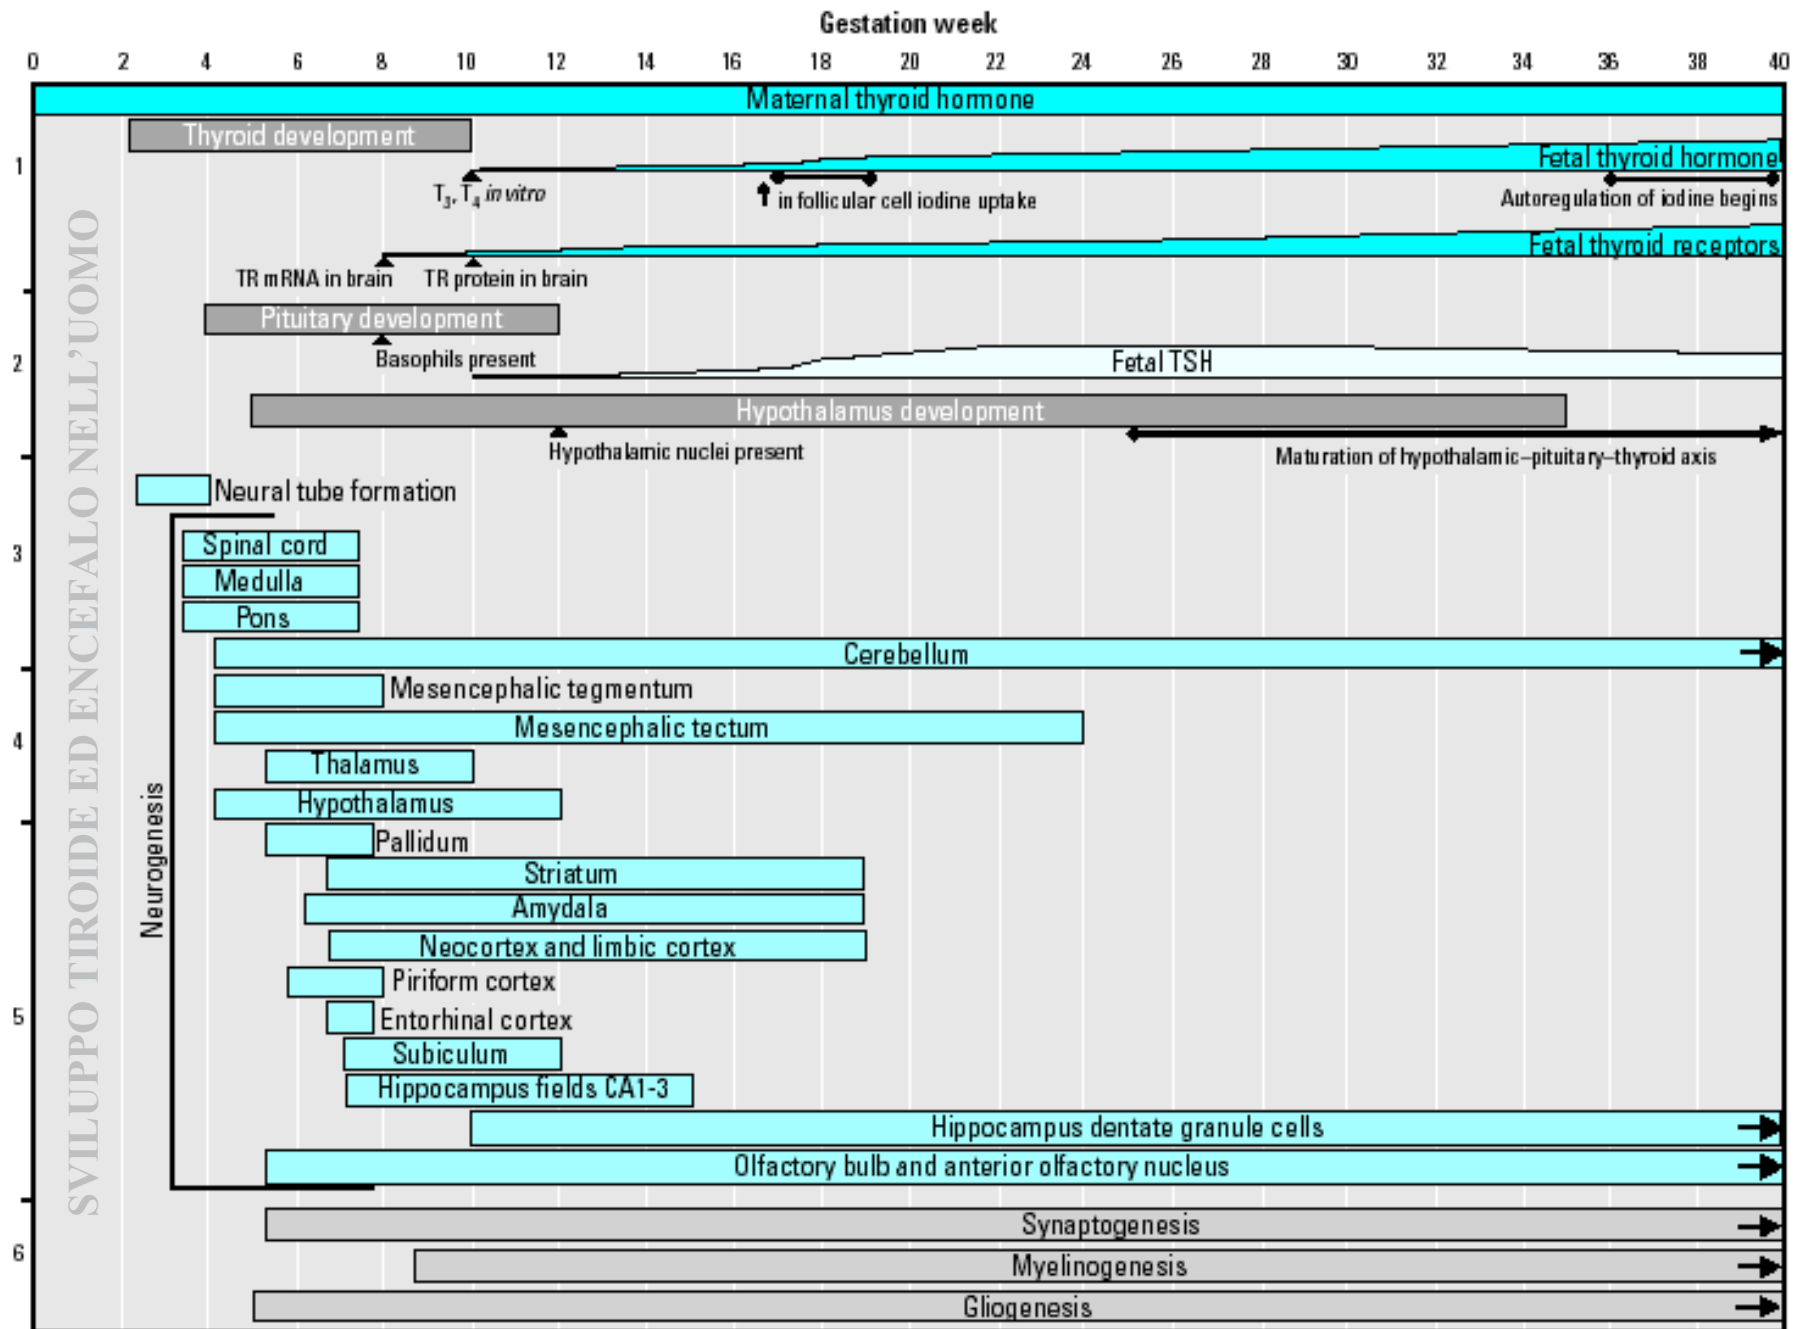 Gestation week
0 2 4 6 8 10 12 14 16 18 20 22 24 26 28 30 32 34 36 38 40
Maternal thyroid hormone
Thyroid development
1
Fetal thyroid hormone
T3, T4 in vitro
in follicular cell iodine uptake
Autoregulation of iodine begins
Fetal thyroid receptors
TR mRNA in brain
TR protein in brain
Pituitary development
Basophils present
2
Fetal TSH
Hypothalamus development
Hypothalamic nuclei present
Maturation of hypothalamic–pituitary–thyroid axis
Neural tube formation
3
Spinal cord
Medulla
Pons
Cerebellum
Mesencephalic tegmentum
4
Mesencephalic tectum
Thalamus
Hypothalamus
Pallidum
Striatum
Amydala
Neocortex and limbic cortex
Piriform cortex
5
Entorhinal cortex
Subiculum
Hippocampus fields CA1-3
Hippocampus dentate granule cells
Olfactory bulb and anterior olfactory nucleus
Neurogenesis
6
Synaptogenesis
Myelinogenesis
Gliogenesis
SVILUPPO TIROIDE ED ENCEFALO NELL'UOMO